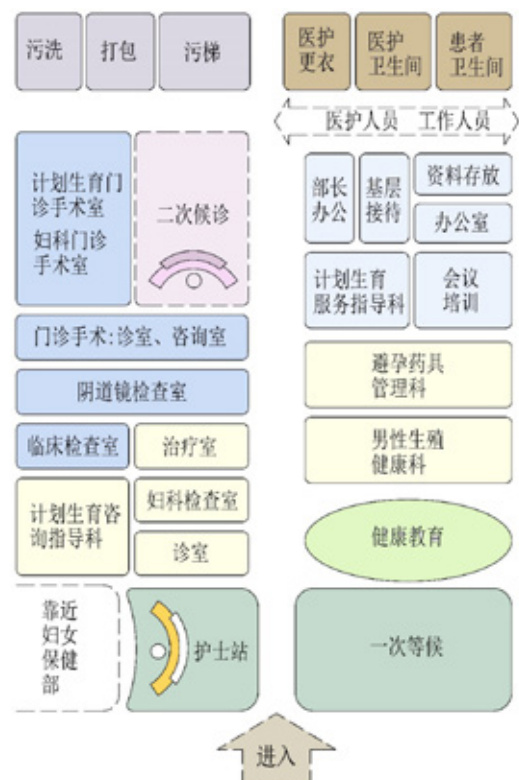 污洗
打包
污梯
医护
更衣
医护
卫生间
患者
卫生间
医护人员 工作人员
计划生育门
诊手术室
妇科门诊
手术室
二次候诊
部长
办公
基层
接待
资料存放
办公室
计划生育
服务指导科
会议
培训
门诊手术:诊室、咨询室
避孕药具
管理科
阴道镜检查室
临床检查室
治疗室
男性生殖
健康科
计划生育咨
询指导科
妇科检查室
诊室
健康教育
靠近
妇女
保健
部
护士站
一次等候
进入